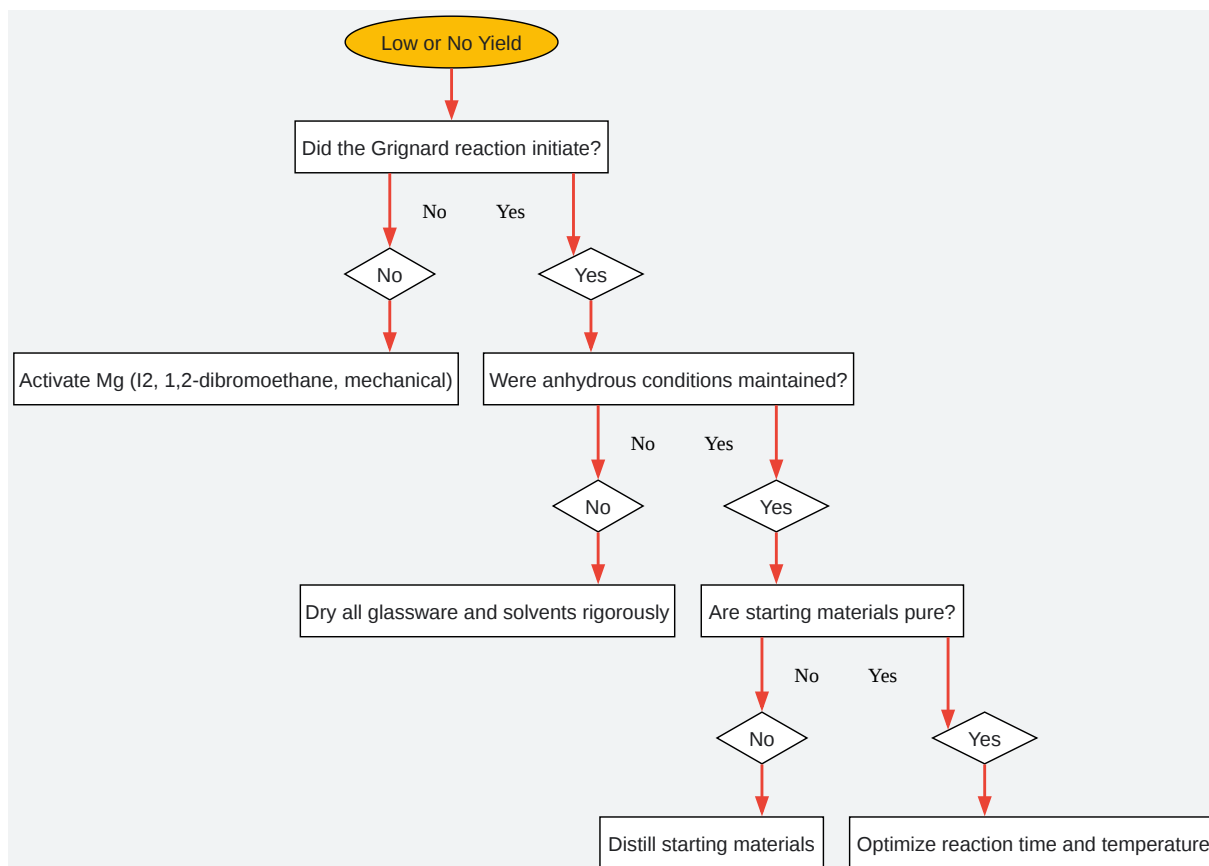 Low or No Yield
Did the Grignard reaction initiate?
No
Yes
No
Yes
Activate Mg (I2, 1,2-dibromoethane, mechanical)
Were anhydrous conditions maintained?
No
Yes
No
Yes
Dry all glassware and solvents rigorously
Are starting materials pure?
No
Yes
No
Yes
Distill starting materials
Optimize reaction time and temperature